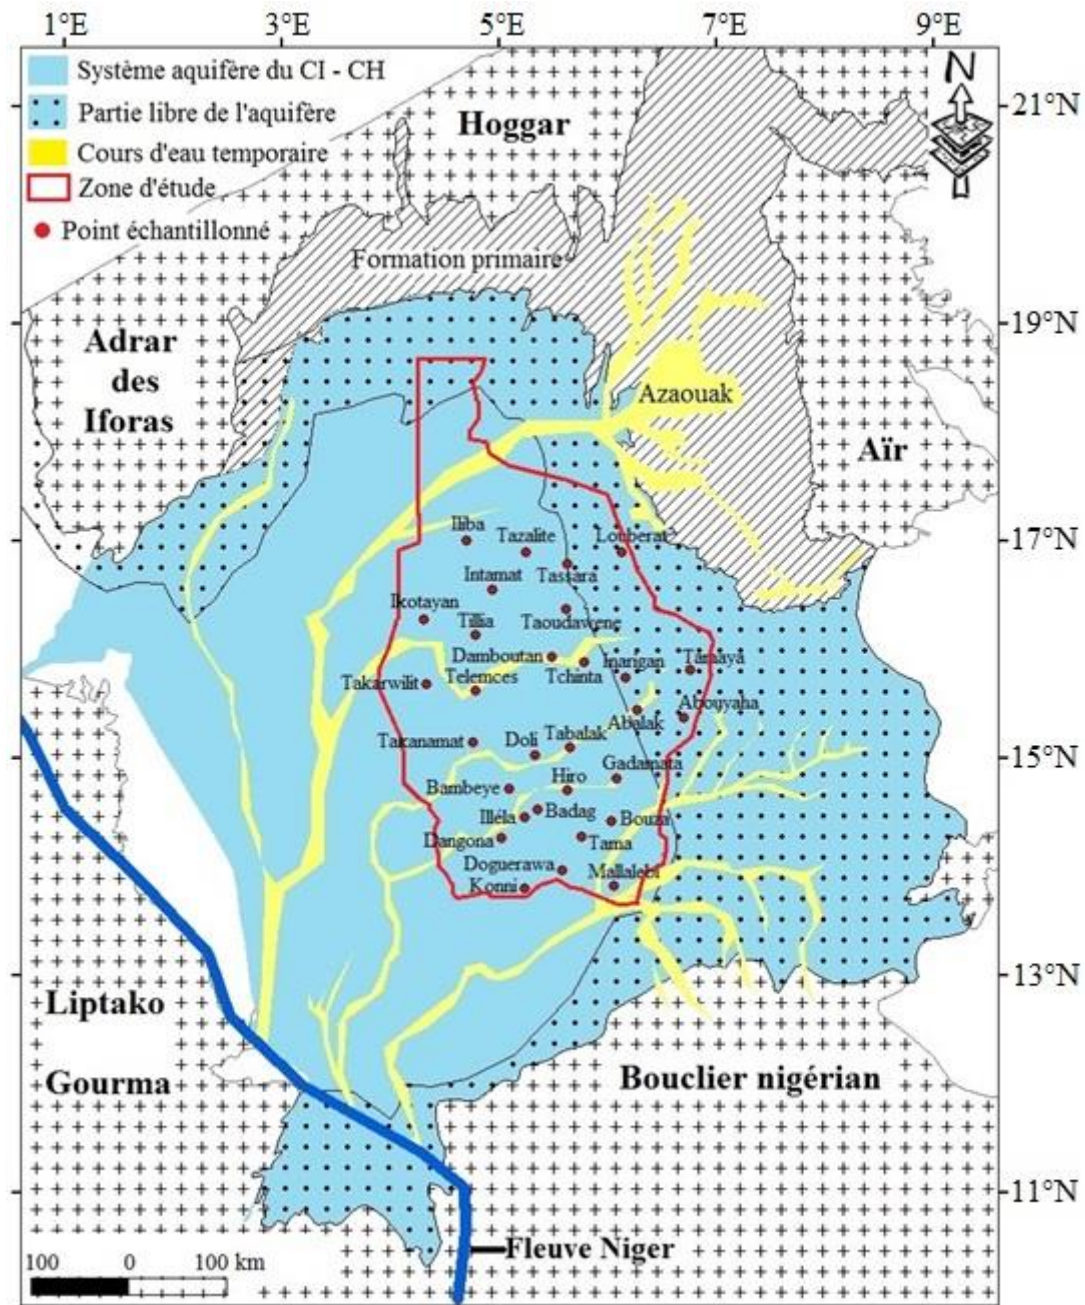 1°E 3°E 5°E 7°E 9°E
Système aquifère du CI - CH
Partie libre de l'aquifère
Cours d'eau temporaire
Zone d'étude
Point échantillonné
N
21°N
Hoggar
Formation primaire
19°N
Adrar
des
Iforas
Azaouak
Aïr
17°N
Iliba
Tazalite
Louberat
Tassara
Intamat
Ikotayan
Tillia
Taoudawene
Damboutan
Tchinta
Inarigan
Tamaya
Takarwilit
Telemces
Abouyaha
Abalak
Takanamat
Doli
Tabalak
15°N
Gadamata
Bambeye
Hiro
Badag
Illéla
Bouza
Dangona
Tama
Doguerawa
Mallalebi
Konni
13°N
Liptako
Gourma
Bouclier nigérian
11°N
Fleuve Niger
100 0 100 km